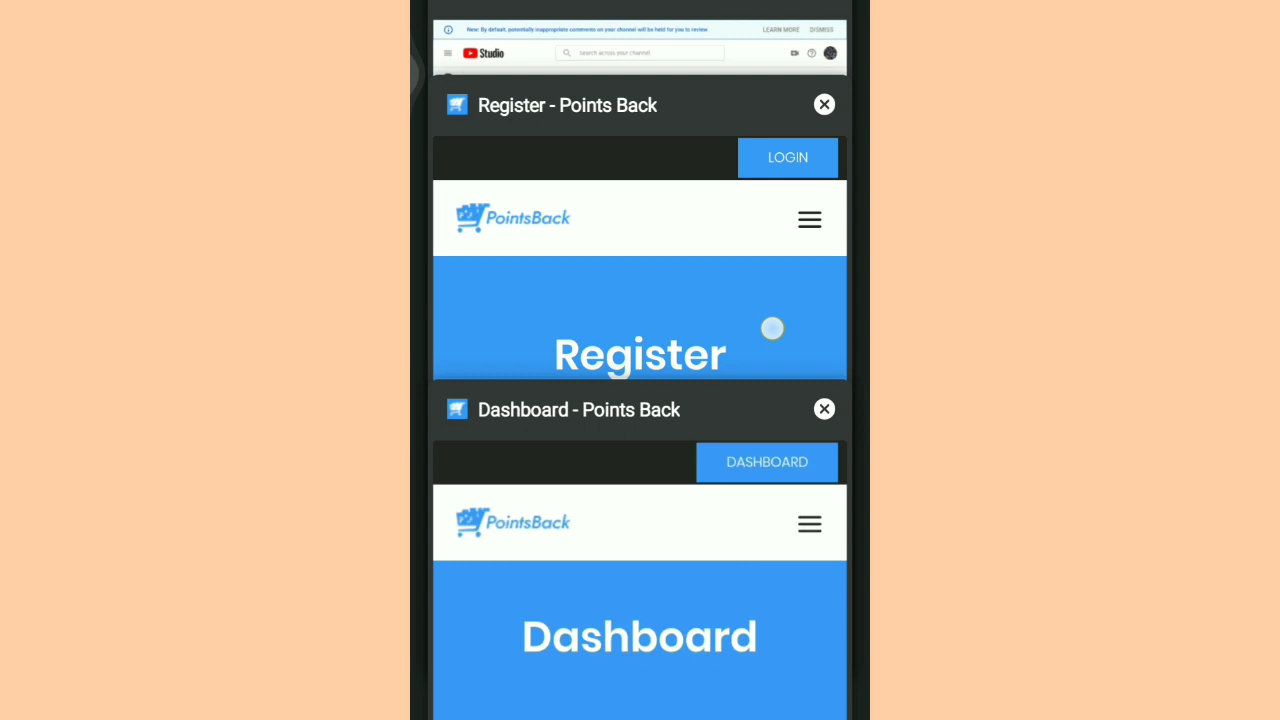 New: By default, potentially inappropriate comments on your channel will be held for you to review
LEARN MORE DISMISS
Studio
Search across your channel
Register - Points Back
LOGIN
PointsBack
Register
Dashboard - Points Back
DASHBOARD
PointsBack
Dashboard